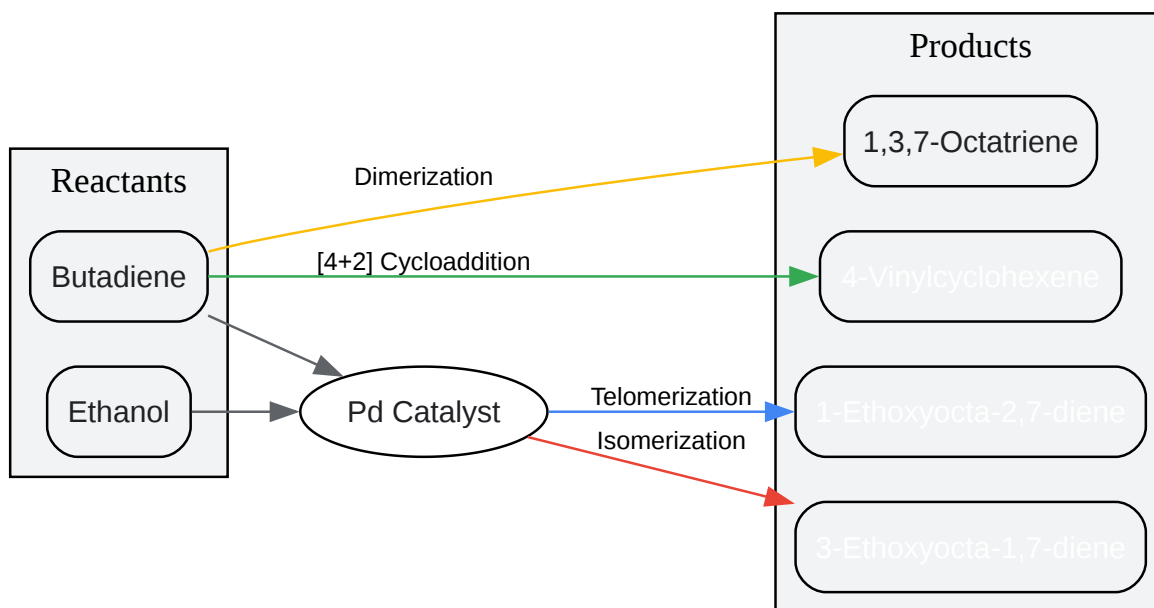 Products
1,3,7-Octatriene
Reactants
Dimerization
Butadiene
[4+2] Cycloaddition
4-Vinylcyclohexene
Ethanol
Pd Catalyst
Telomerization
1-Ethoxyocta-2,7-diene
Isomerization
3-Ethoxyocta-1,7-diene